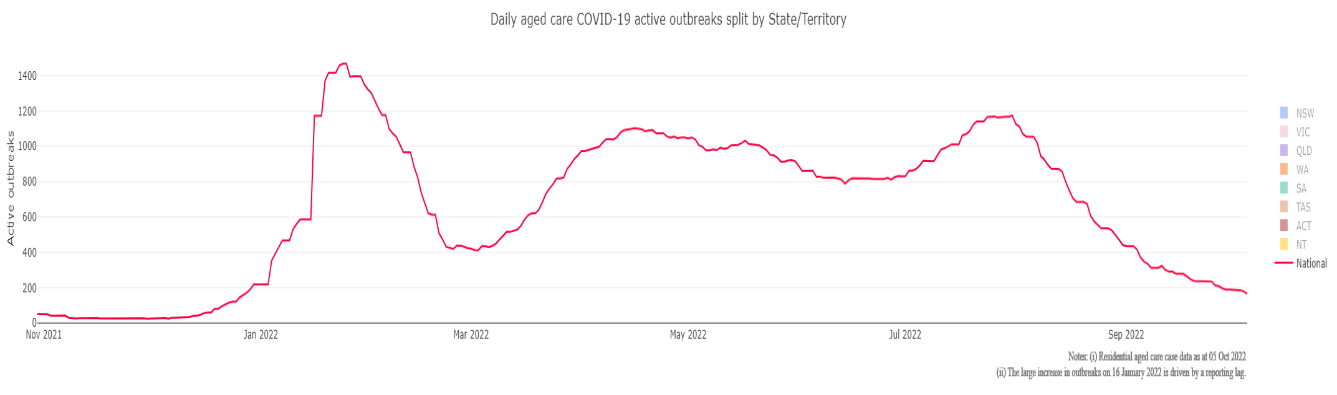 Daily aged care COVID-19 active outbreaks split by State/Territory
Active outbreaks
1400
1200
1000
800
600
400
200
0
Nov 2021
Jan 2022
Mar 2022
May 2022
Jul 2022
Sep 2022
NSW
VIC
QLD
WA
SA
TAS
ACT
NT
National
Notes: (i) Residential aged care case data as at 05 Oct 2022
(ii) The large increase in outbreaks on 16 January 2022 is driven by a reporting lag.